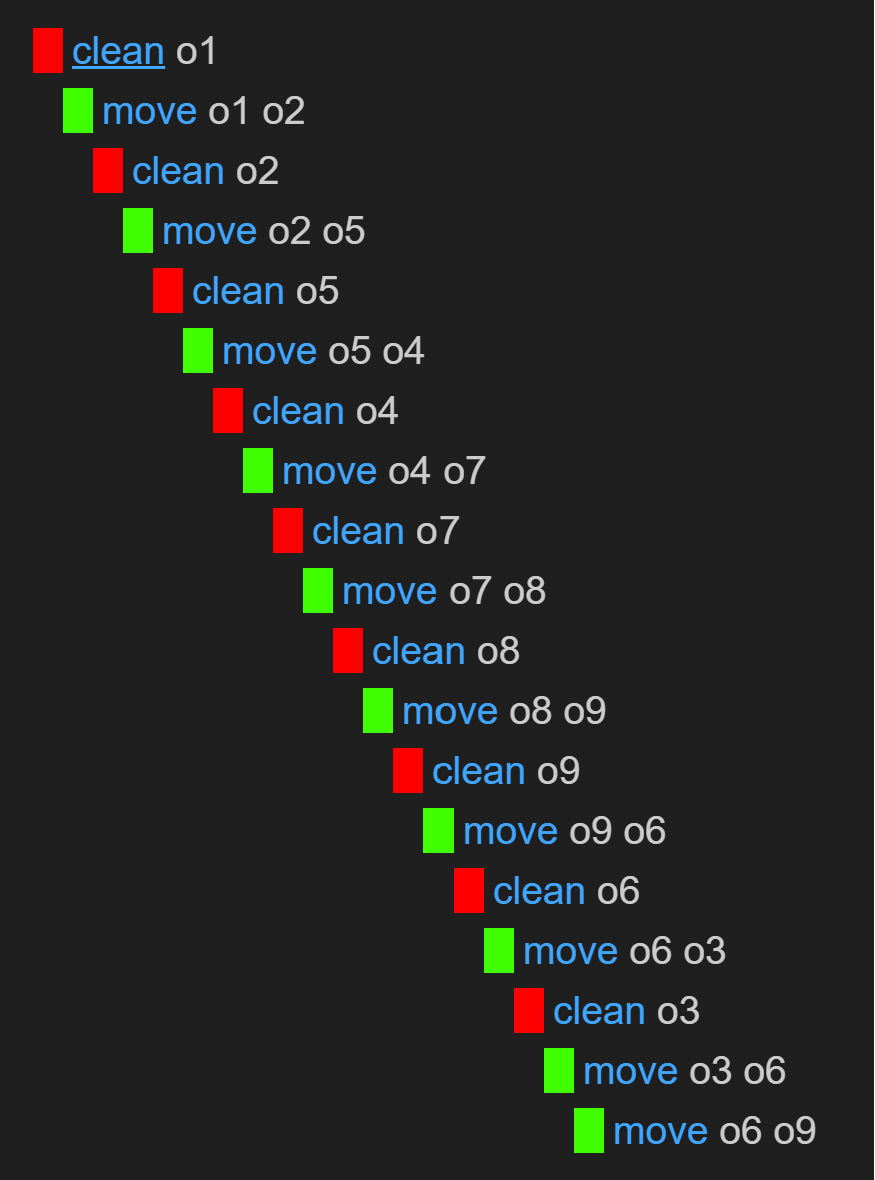 clean o1
move o1 o2
clean o2
move o2 o5
clean o5
move o5 o4
clean o4
move o4 o7
clean o7
move o7 o8
clean o8
move o8 o9
clean o9
move o9 o6
clean o6
move o6 o3
clean o3
move o3 o6
move o6 o9